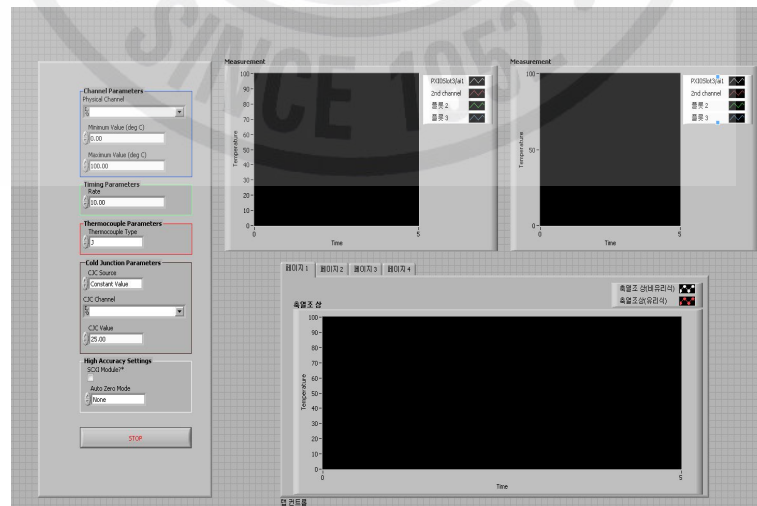 SINCE 1952
Channel Parameters
Physical Channel
Minimum Value (deg C)
0.00
Maximum Value (deg C)
100.00
Timing Parameters
Rate
10.00
Thermocouple Parameters
Thermocouple Type
J
Cold Junction Parameters
CJC Source
Constant Value
CJC Channel
CJC Value
25.00
High Accuracy Settings
SCXI Module?*
Auto Zero Mode
None
STOP
Measurement
PXI0Slot3/ai1
2nd channel
플롯 2
플롯 3
Temperature
100
90
80
70
60
50
40
30
20
10
0
0 5
Time
Measurement
PXI0Slot3/ai1
2nd channel
플롯 2
플롯 3
Temperature
100
50
0
0 5
Time
페이지 1 페이지 2 페이지 3 페이지 4
축열조 상(비유리식)
축열조상(유리식)
축열조 상
Temperature
100
90
80
70
60
50
40
30
20
10
0
0 5
Time
탭 컨트롤